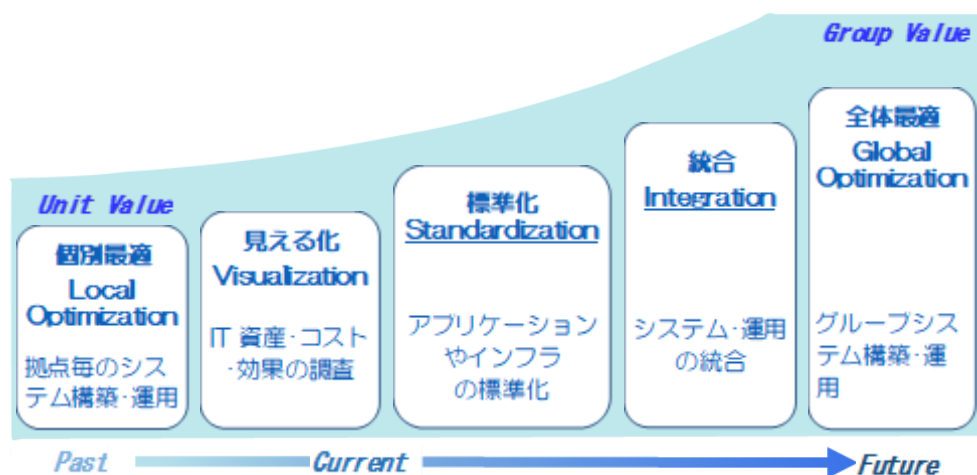 Group Value
Unit Value
個別最適
Local
Optimization
拠点毎のシス
テム構築・運用
見える化
Visualization
IT 資産・コスト
・効果の調査
標準化
Standardization
アプリケーション
やインフラ
の標準化
統合
Integration
システム・運用
の統合
全体最適
Global
Optimization
グループシス
テム構築・運
用
Past
Current
Future